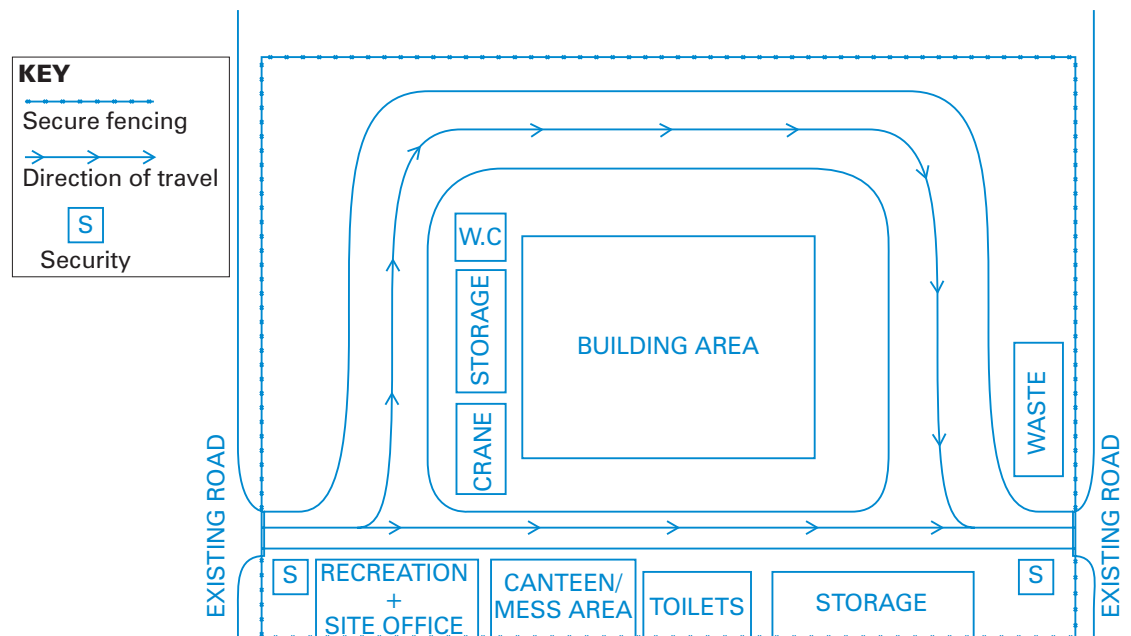 KEY
Secure fencing
Direction of travel
S
Security
W.C
STORAGE
CRANE
BUILDING AREA
WASTE
EXISTING ROAD
EXISTING ROAD
S
RECREATION
+
SITE OFFICE
CANTEEN/
MESS AREA
TOILETS
STORAGE
S